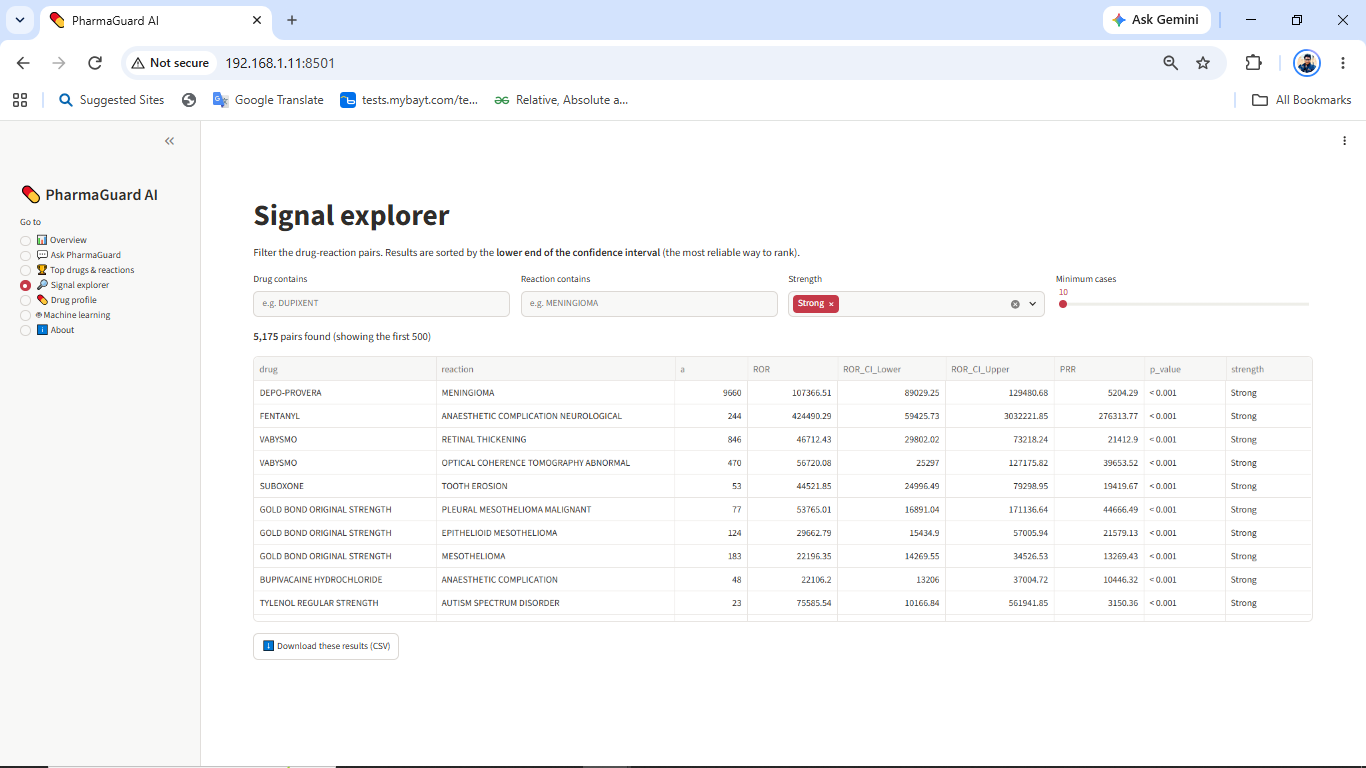 PharmaGuard AI
Ask Gemini
Not secure
192.168.1.11:8501
Suggested Sites
Google Translate
tests.mybayt.com/te...
Relative, Absolute a...
All Bookmarks
PharmaGuard AI
Go to
Overview
Ask PharmaGuard
Top drugs & reactions
Signal explorer
Drug profile
Machine learning
About
Signal explorer
Filter the drug-reaction pairs. Results are sorted by the lower end of the confidence interval (the most reliable way to rank).
Drug contains Reaction contains Strength Minimum cases
10
e.g. DUPIXENT e.g. MENINGIOMA Strong ×
5,175 pairs found (showing the first 500)
drug reaction a ROR ROR_CI_Lower ROR_CI_Upper PRR p_value strength
DEPO-PROVERA MENINGIOMA 9660 107366.51 89029.25 129480.68 5204.29 < 0.001 Strong
FENTANYL ANAESTHETIC COMPLICATION NEUROLOGICAL 244 424490.29 59425.73 3032221.85 276313.77 < 0.001 Strong
VABYSMO RETINAL THICKENING 846 46712.43 29802.02 73218.24 21412.9 < 0.001 Strong
VABYSMO OPTICAL COHERENCE TOMOGRAPHY ABNORMAL 470 56720.08 25297 127175.82 39653.52 < 0.001 Strong
SUBOXONE TOOTH EROSION 53 44521.85 24996.49 79298.95 19419.67 < 0.001 Strong
GOLD BOND ORIGINAL STRENGTH PLEURAL MESOTHELIOMA MALIGNANT 77 53765.01 16891.04 171136.64 44666.49 < 0.001 Strong
GOLD BOND ORIGINAL STRENGTH EPITHELIOID MESOTHELIOMA 124 29662.79 15434.9 57005.94 21579.13 < 0.001 Strong
GOLD BOND ORIGINAL STRENGTH MESOTHELIOMA 183 22196.35 14269.55 34526.53 13269.43 < 0.001 Strong
BUPIVACAINE HYDROCHLORIDE ANAESTHETIC COMPLICATION 48 22106.2 13206 37004.72 10446.32 < 0.001 Strong
TYLENOL REGULAR STRENGTH AUTISM SPECTRUM DISORDER 23 75585.54 10166.84 561941.85 3150.36 < 0.001 Strong
Download these results (CSV)